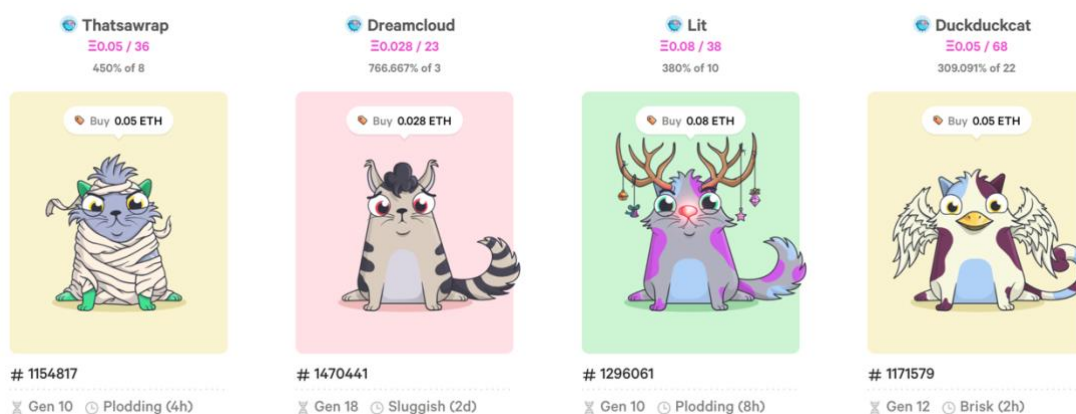 Thatsawrap
Ξ0.05 / 36
450% of 8
Buy 0.05 ETH
# 1154817
Gen 10 Plodding (4h)
Dreamcloud
Ξ0.028 / 23
766.667% of 3
Buy 0.028 ETH
# 1470441
Gen 18 Sluggish (2d)
Lit
Ξ0.08 / 38
380% of 10
Buy 0.08 ETH
# 1296061
Gen 10 Plodding (8h)
Duckduckcat
Ξ0.05 / 68
309.091% of 22
Buy 0.05 ETH
# 1171579
Gen 12 Brisk (2h)